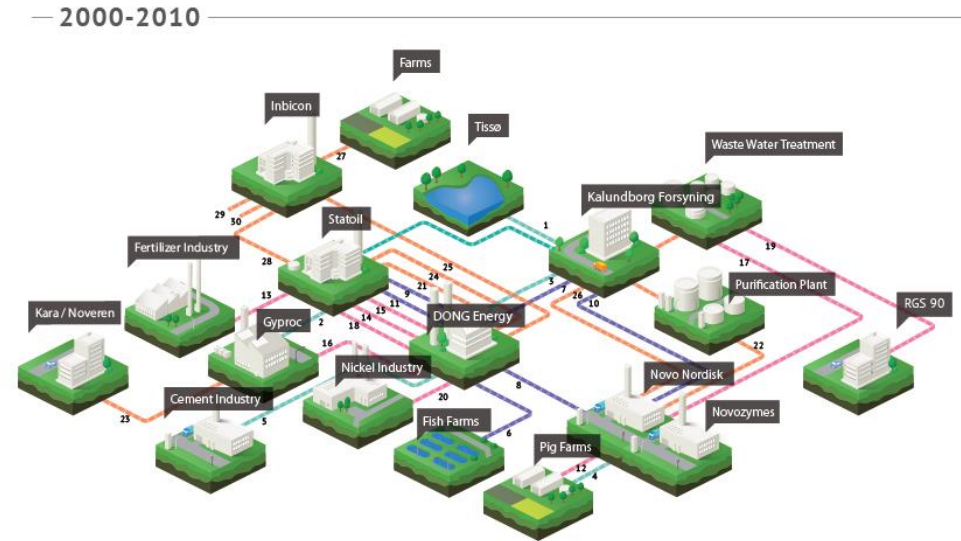 2000-2010
Farms
Inbicon
Tissø
Waste Water Treatment
27
Kalundborg Forsyning
29
30
Statoil
1
19
Fertilizer Industry
28
25
24
21
9
11
15
14
18
3
7
26
10
17
Purification Plant
13
2
Gyproc
DONG Energy
RGS 90
Kara / Noveren
16
22
Nickel Industry
Novo Nordisk
Cement Industry
20
8
Novozymes
23
5
Fish Farms
6
Pig Farms
12
4